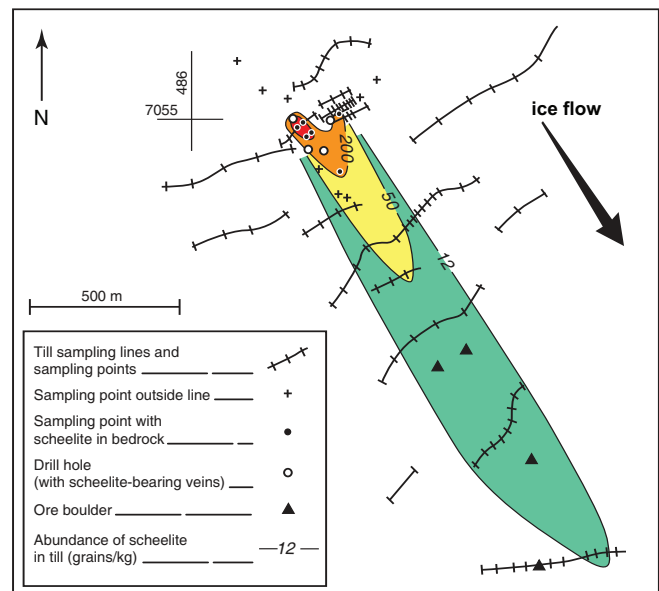 486
7055
N
ice flow
200
50
12
500 m
Till sampling lines and
sampling points
Sampling point outside line
Sampling point with
scheelite in bedrock
Drill hole
(with scheelite-bearing veins)
Ore boulder
Abundance of scheelite
in till (grains/kg)
12